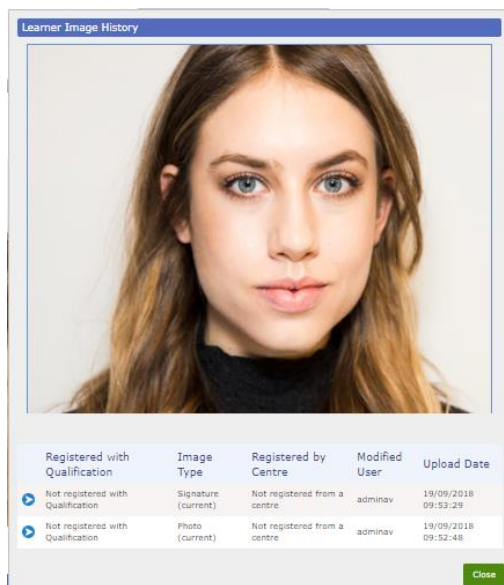 Learner Image History
Registered with Image Registered by Modified Upload Date
Qualification Type Centre User
Not registered with Signature Not registered from a adminav 19/09/2018
Qualification (current) centre 09:53:29
Not registered with Photo Not registered from a adminav 19/09/2018
Qualification (current) centre 09:52:48
Close